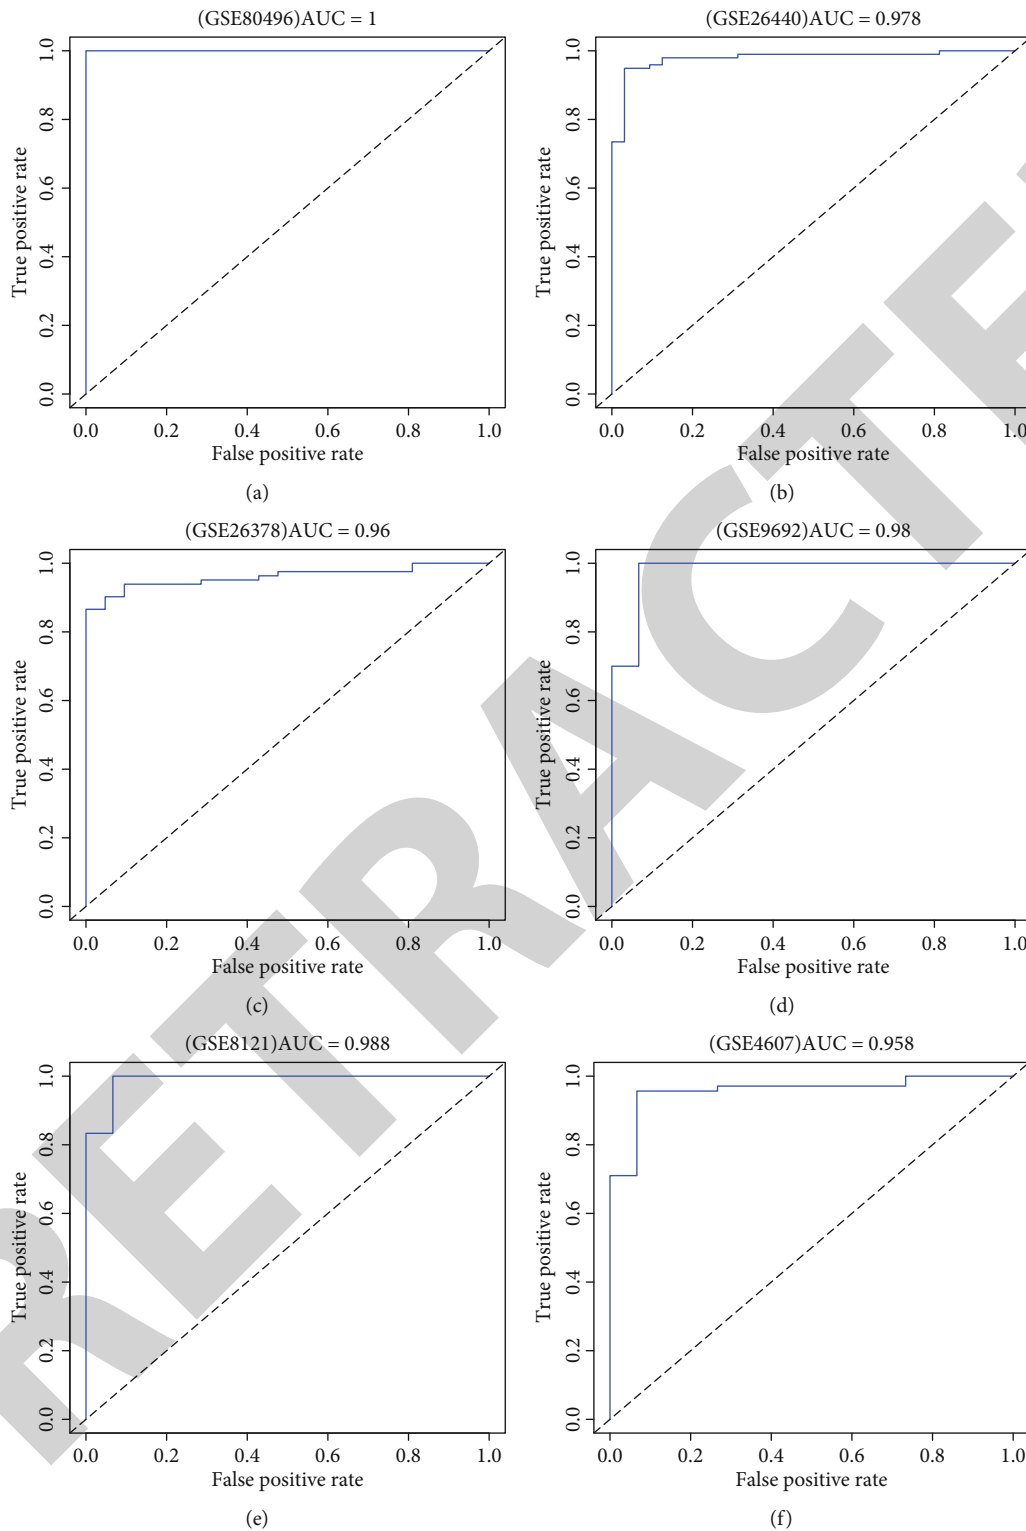 (GSE80496)AUC = 1
True positive rate
1.0
0.8
0.6
0.4
0.2
0.0
0.0 0.2 0.4 0.6 0.8 1.0
False positive rate
(a)
(GSE26440)AUC = 0.978
True positive rate
1.0
0.8
0.6
0.4
0.2
0.0
0.0 0.2 0.4 0.6 0.8 1.0
False positive rate
(b)
(GSE26378)AUC = 0.96
True positive rate
1.0
0.8
0.6
0.4
0.2
0.0
0.0 0.2 0.4 0.6 0.8 1.0
False positive rate
(c)
(GSE9692)AUC = 0.98
True positive rate
1.0
0.8
0.6
0.4
0.2
0.0
0.0 0.2 0.4 0.6 0.8 1.0
False positive rate
(d)
(GSE8121)AUC = 0.988
True positive rate
1.0
0.8
0.6
0.4
0.2
0.0
0.0 0.2 0.4 0.6 0.8 1.0
False positive rate
(e)
(GSE4607)AUC = 0.958
True positive rate
1.0
0.8
0.6
0.4
0.2
0.0
0.0 0.2 0.4 0.6 0.8 1.0
False positive rate
(f)
RETRACTE